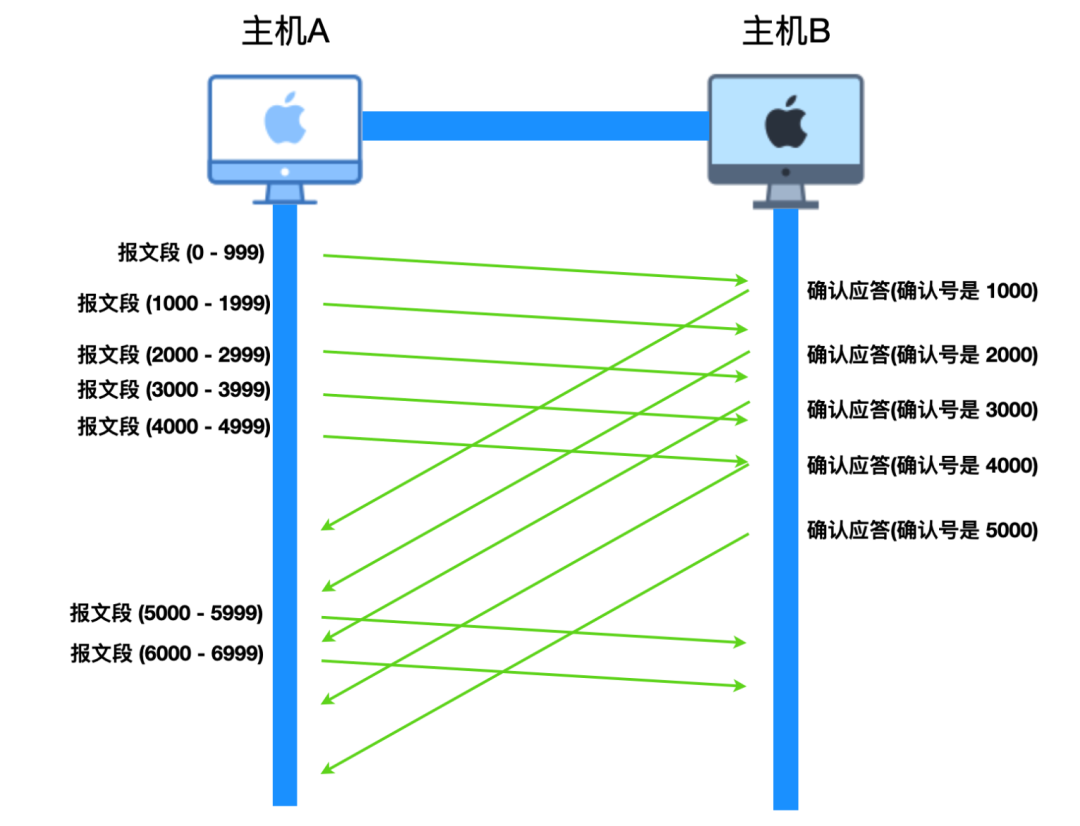 主机A
主机B
报文段 (0 - 999)
报文段 (1000 - 1999)
报文段 (2000 - 2999)
报文段 (3000 - 3999)
报文段 (4000 - 4999)
报文段 (5000 - 5999)
报文段 (6000 - 6999)
确认应答(确认号是 1000)
确认应答(确认号是 2000)
确认应答(确认号是 3000)
确认应答(确认号是 4000)
确认应答(确认号是 5000)